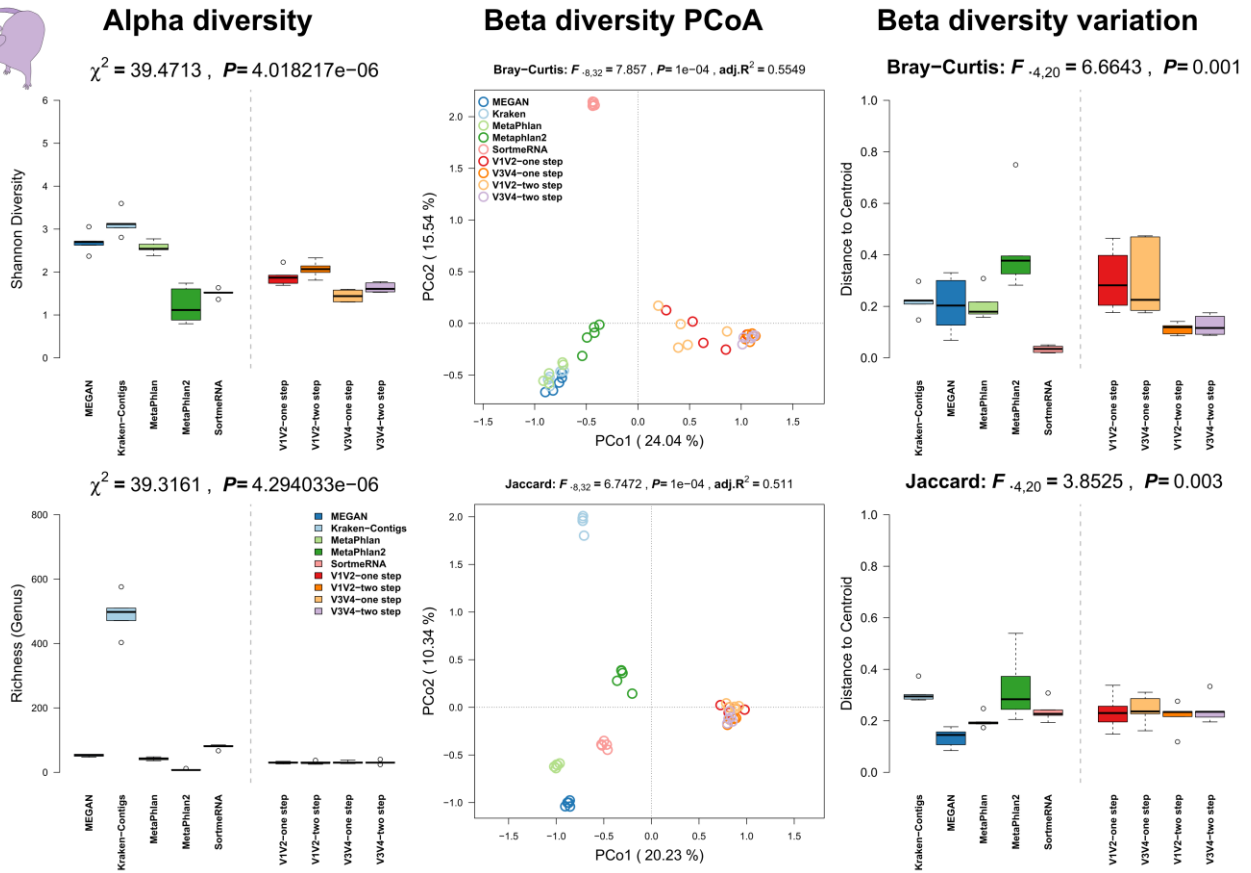 Alpha diversity
Beta diversity PCoA
Beta diversity variation
χ² = 39.4713 , P= 4.018217e−06
Shannon Diversity
6
5
4
3
2
1
0
MEGAN
Kraken−Contigs
MetaPhlan
MetaPhlan2
SortmeRNA
V1V2−one step
V1V2−two step
V3V4−one step
V3V4−two step
Bray−Curtis: F .8,32 = 7.857 , P= 1e−04 , adj.R² = 0.5549
MEGAN
Kraken
MetaPhlan
Metaphlan2
SortmeRNA
V1V2−one step
V3V4−one step
V1V2−two step
V3V4−two step
PCo2 ( 15.54 %)
2.0
1.5
1.0
0.5
0.0
−0.5
−1.5
−1.0
−0.5
0.0
0.5
1.0
1.5
PCo1 ( 24.04 %)
Bray−Curtis: F .4,20 = 6.6643 , P= 0.001
Distance to Centroid
1.0
0.8
0.6
0.4
0.2
0.0
Kraken−Contigs
MEGAN
MetaPhlan
MetaPhlan2
SortmeRNA
V1V2−one step
V3V4−one step
V1V2−two step
V3V4−two step
χ² = 39.3161 , P= 4.294033e−06
Richness (Genus)
800
600
400
200
0
MEGAN
Kraken−Contigs
MetaPhlan
MetaPhlan2
SortmeRNA
V1V2−one step
V1V2−two step
V3V4−one step
V3V4−two step
MEGAN
Kraken−Contigs
MetaPhlan
MetaPhlan2
SortmeRNA
V1V2−one step
V1V2−two step
V3V4−one step
V3V4−two step
Jaccard: F .8,32 = 6.7472 , P= 1e−04 , adj.R² = 0.511
PCo2 ( 10.34 %)
2.0
1.5
1.0
0.5
0.0
−0.5
−1.0
−1.5
−1.0
−0.5
0.0
0.5
1.0
1.5
PCo1 ( 20.23 %)
Jaccard: F .4,20 = 3.8525 , P= 0.003
Distance to Centroid
1.0
0.8
0.6
0.4
0.2
0.0
Kraken−Contigs
MEGAN
MetaPhlan
MetaPhlan2
SortmeRNA
V1V2−one step
V3V4−one step
V1V2−two step
V3V4−two step